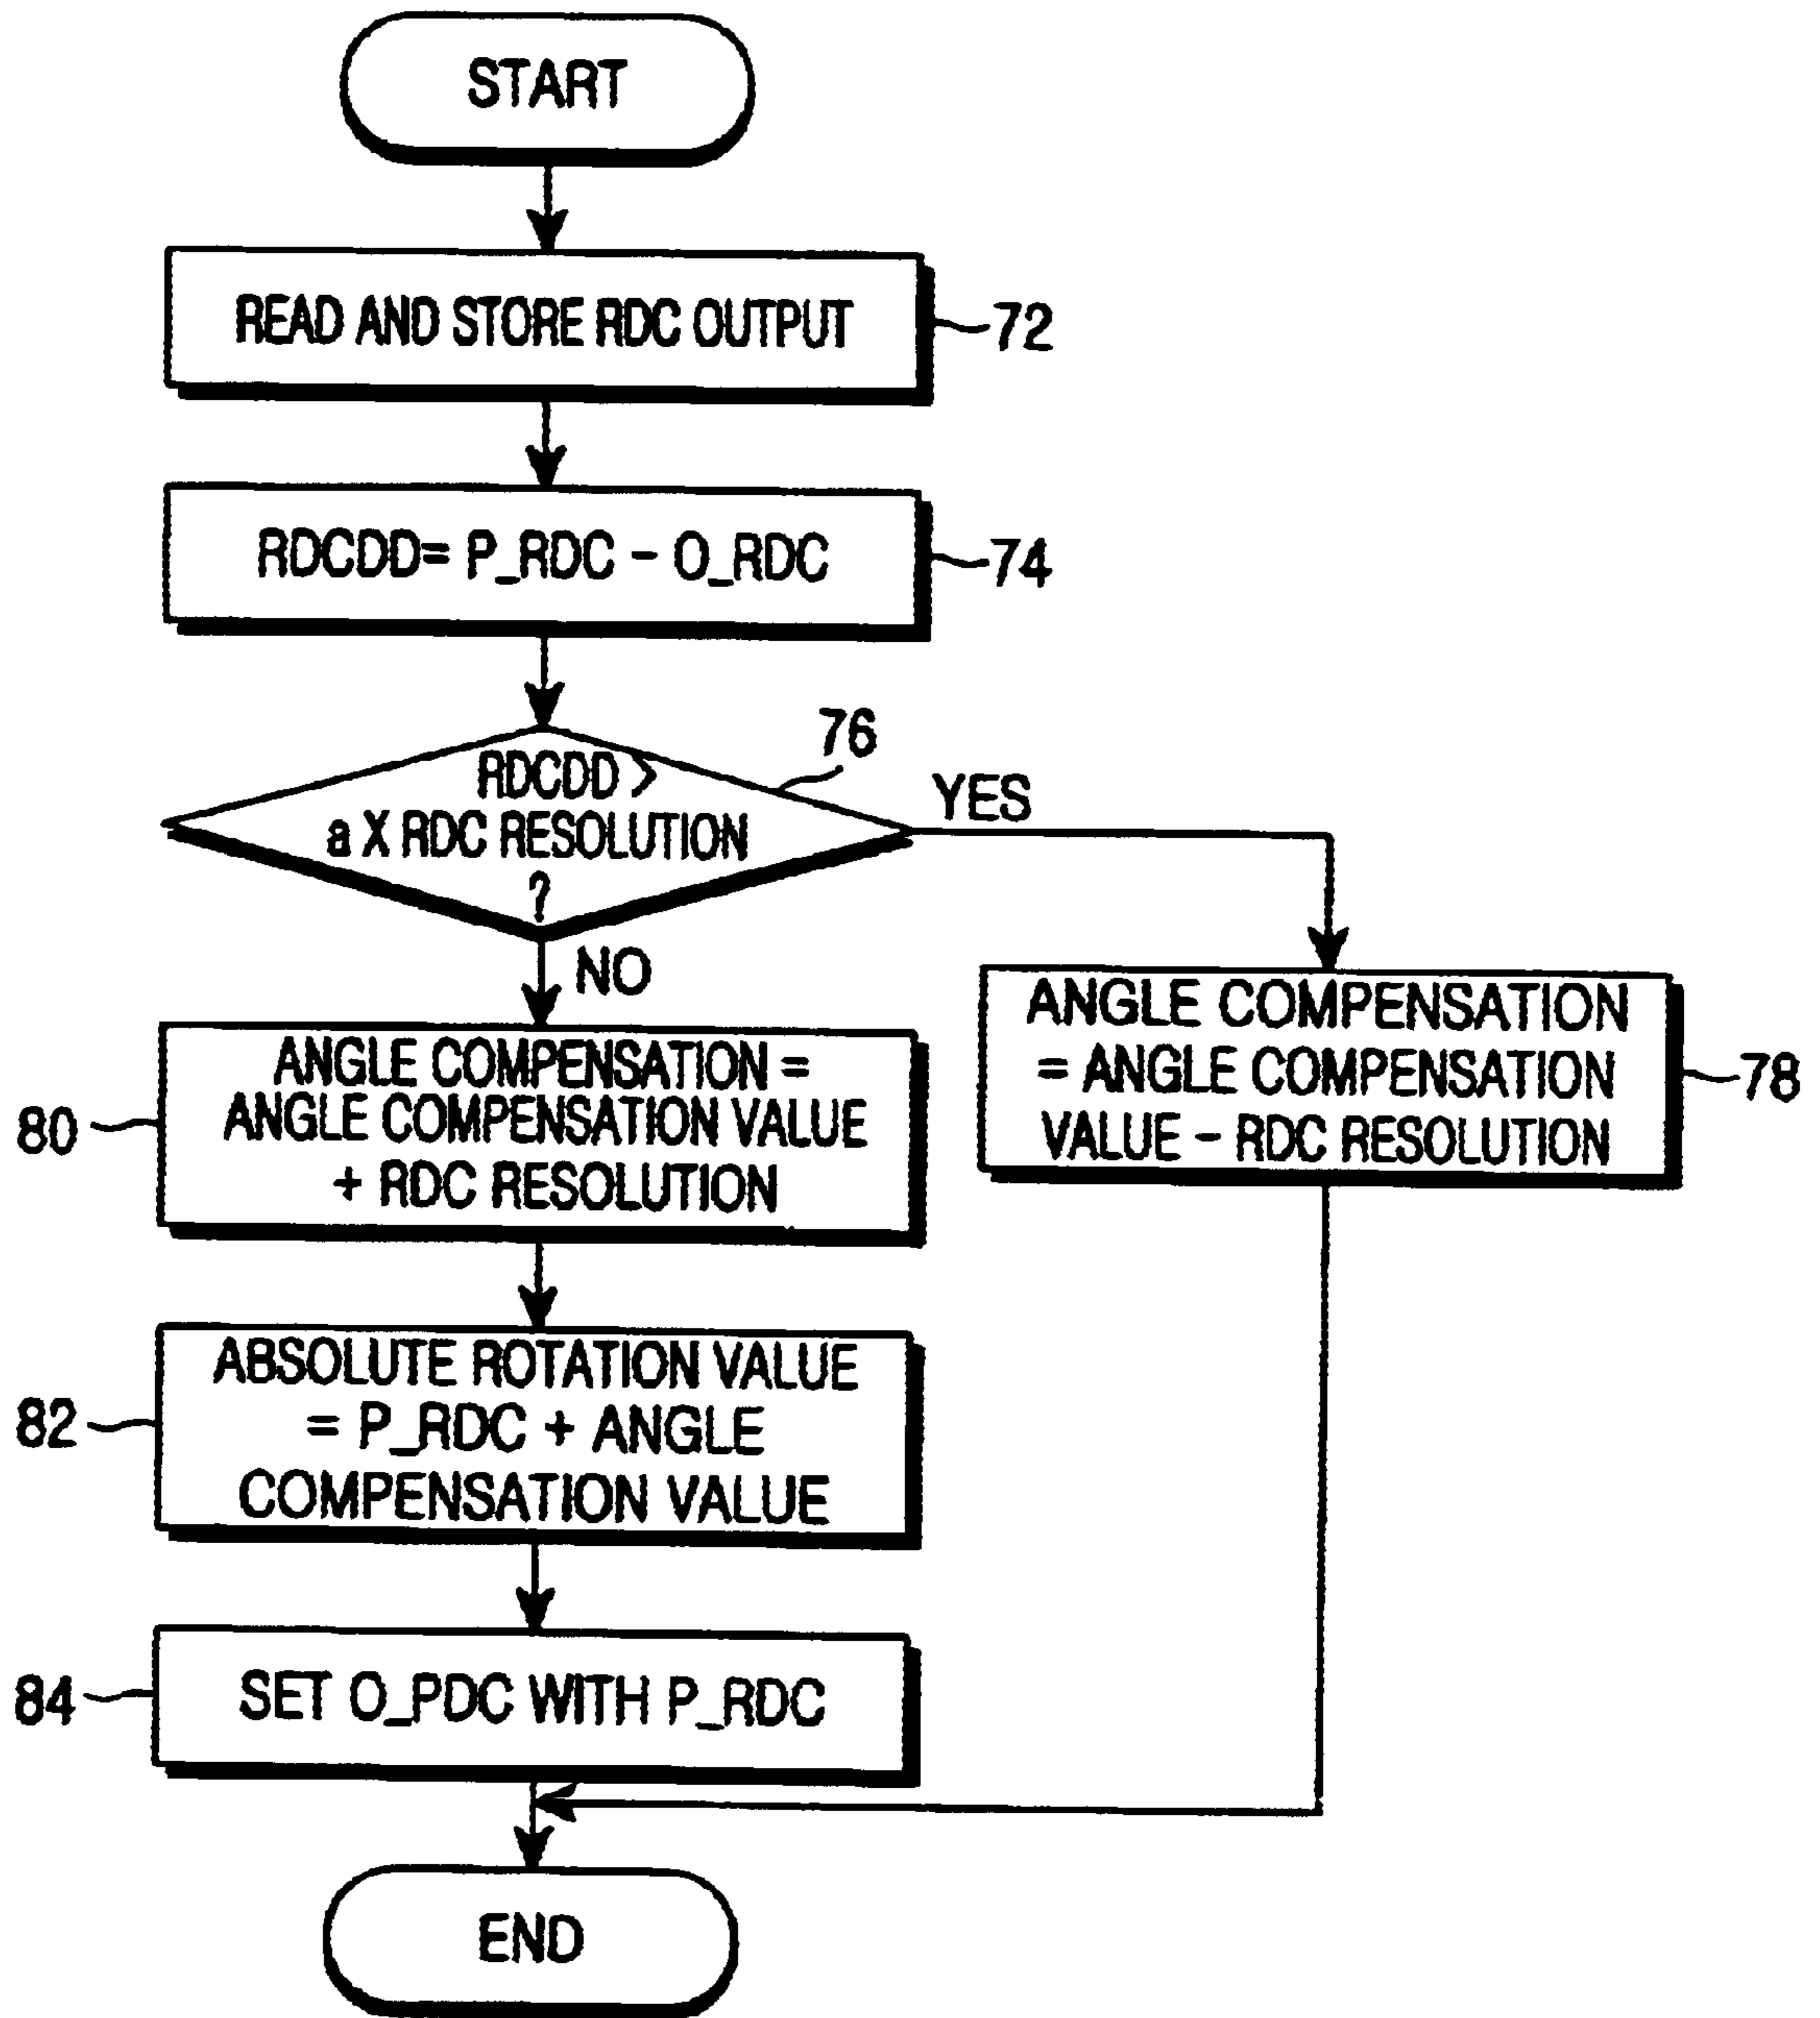 START
READ AND STORE RDC OUTPUT
72
RDCDD= P_RDC - O_RDC
74
76
RDCDD >
a X RDC RESOLUTION
?
YES
NO
ANGLE COMPENSATION
= ANGLE COMPENSATION
VALUE - RDC RESOLUTION
78
ANGLE COMPENSATION =
ANGLE COMPENSATION VALUE
+ RDC RESOLUTION
80
ABSOLUTE ROTATION VALUE
= P_RDC + ANGLE
COMPENSATION VALUE
82
SET O_PDC WITH P_RDC
84
END